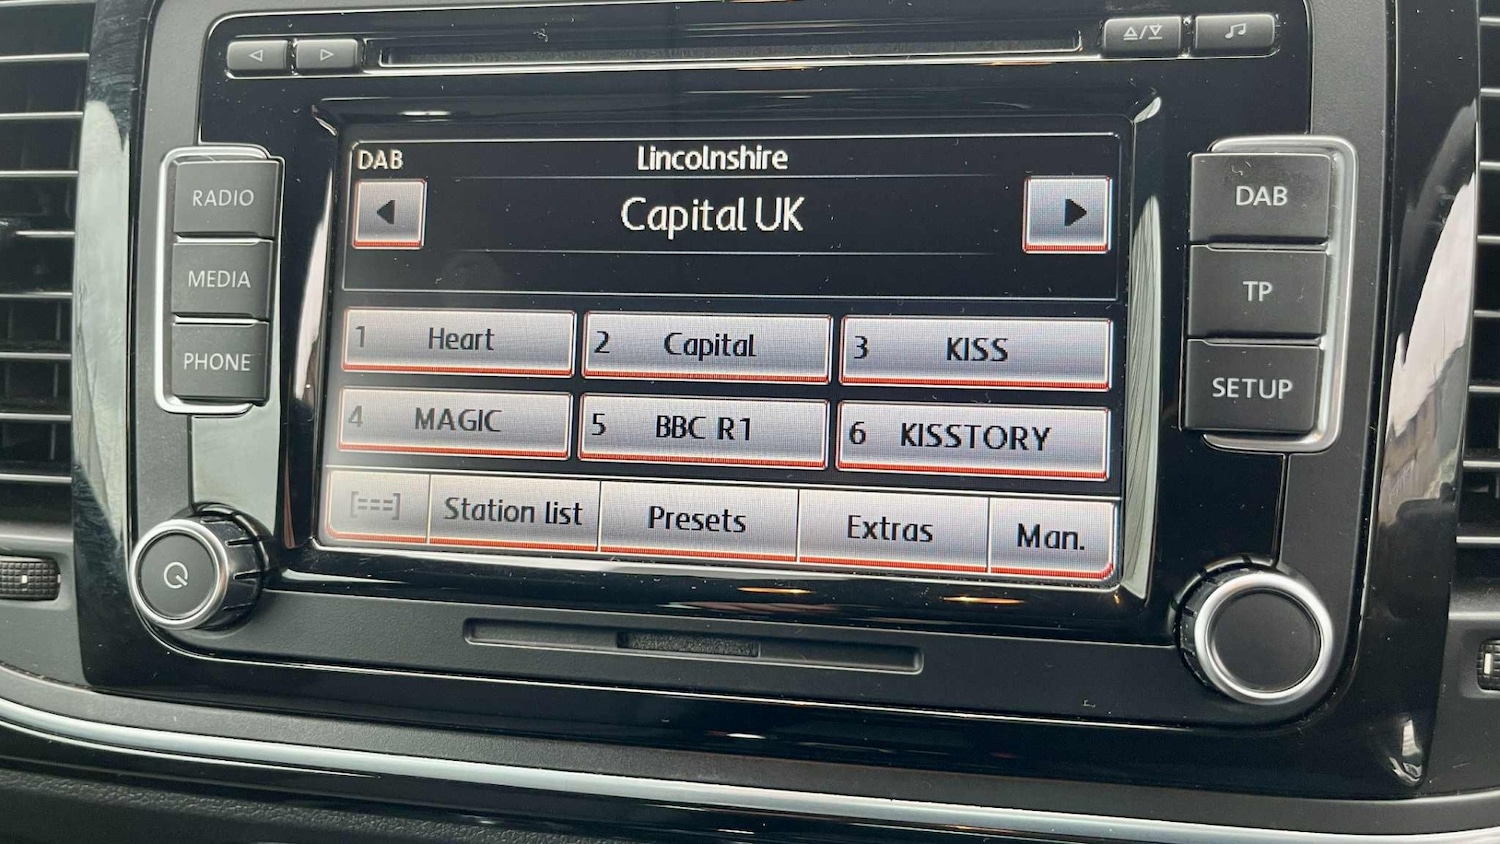 DAB Lincolnshire
Capital UK
RADIO
MEDIA
PHONE
1 Heart 2 Capital 3 KISS
4 MAGIC 5 BBC R1 6 KISSTORY
Station list Presets Extras Man.
DAB
TP
SETUP